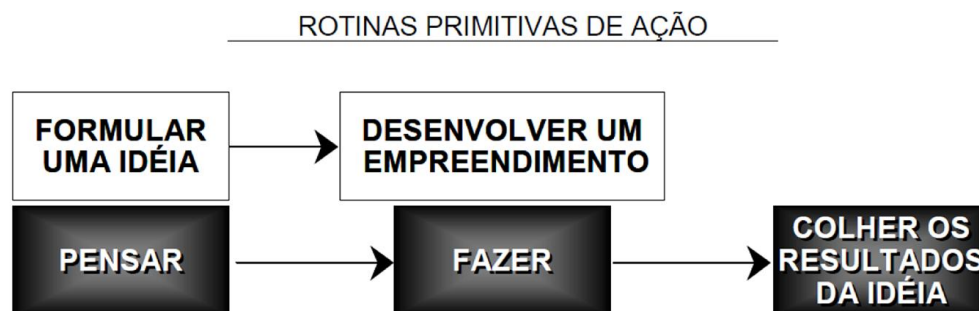 ROTINAS PRIMITIVAS DE AÇÃO
FORMULAR
UMA IDÉIA
DESENVOLVER UM
EMPREENDIMENTO
PENSAR
FAZER
COLHER OS
RESULTADOS
DA IDÉIA